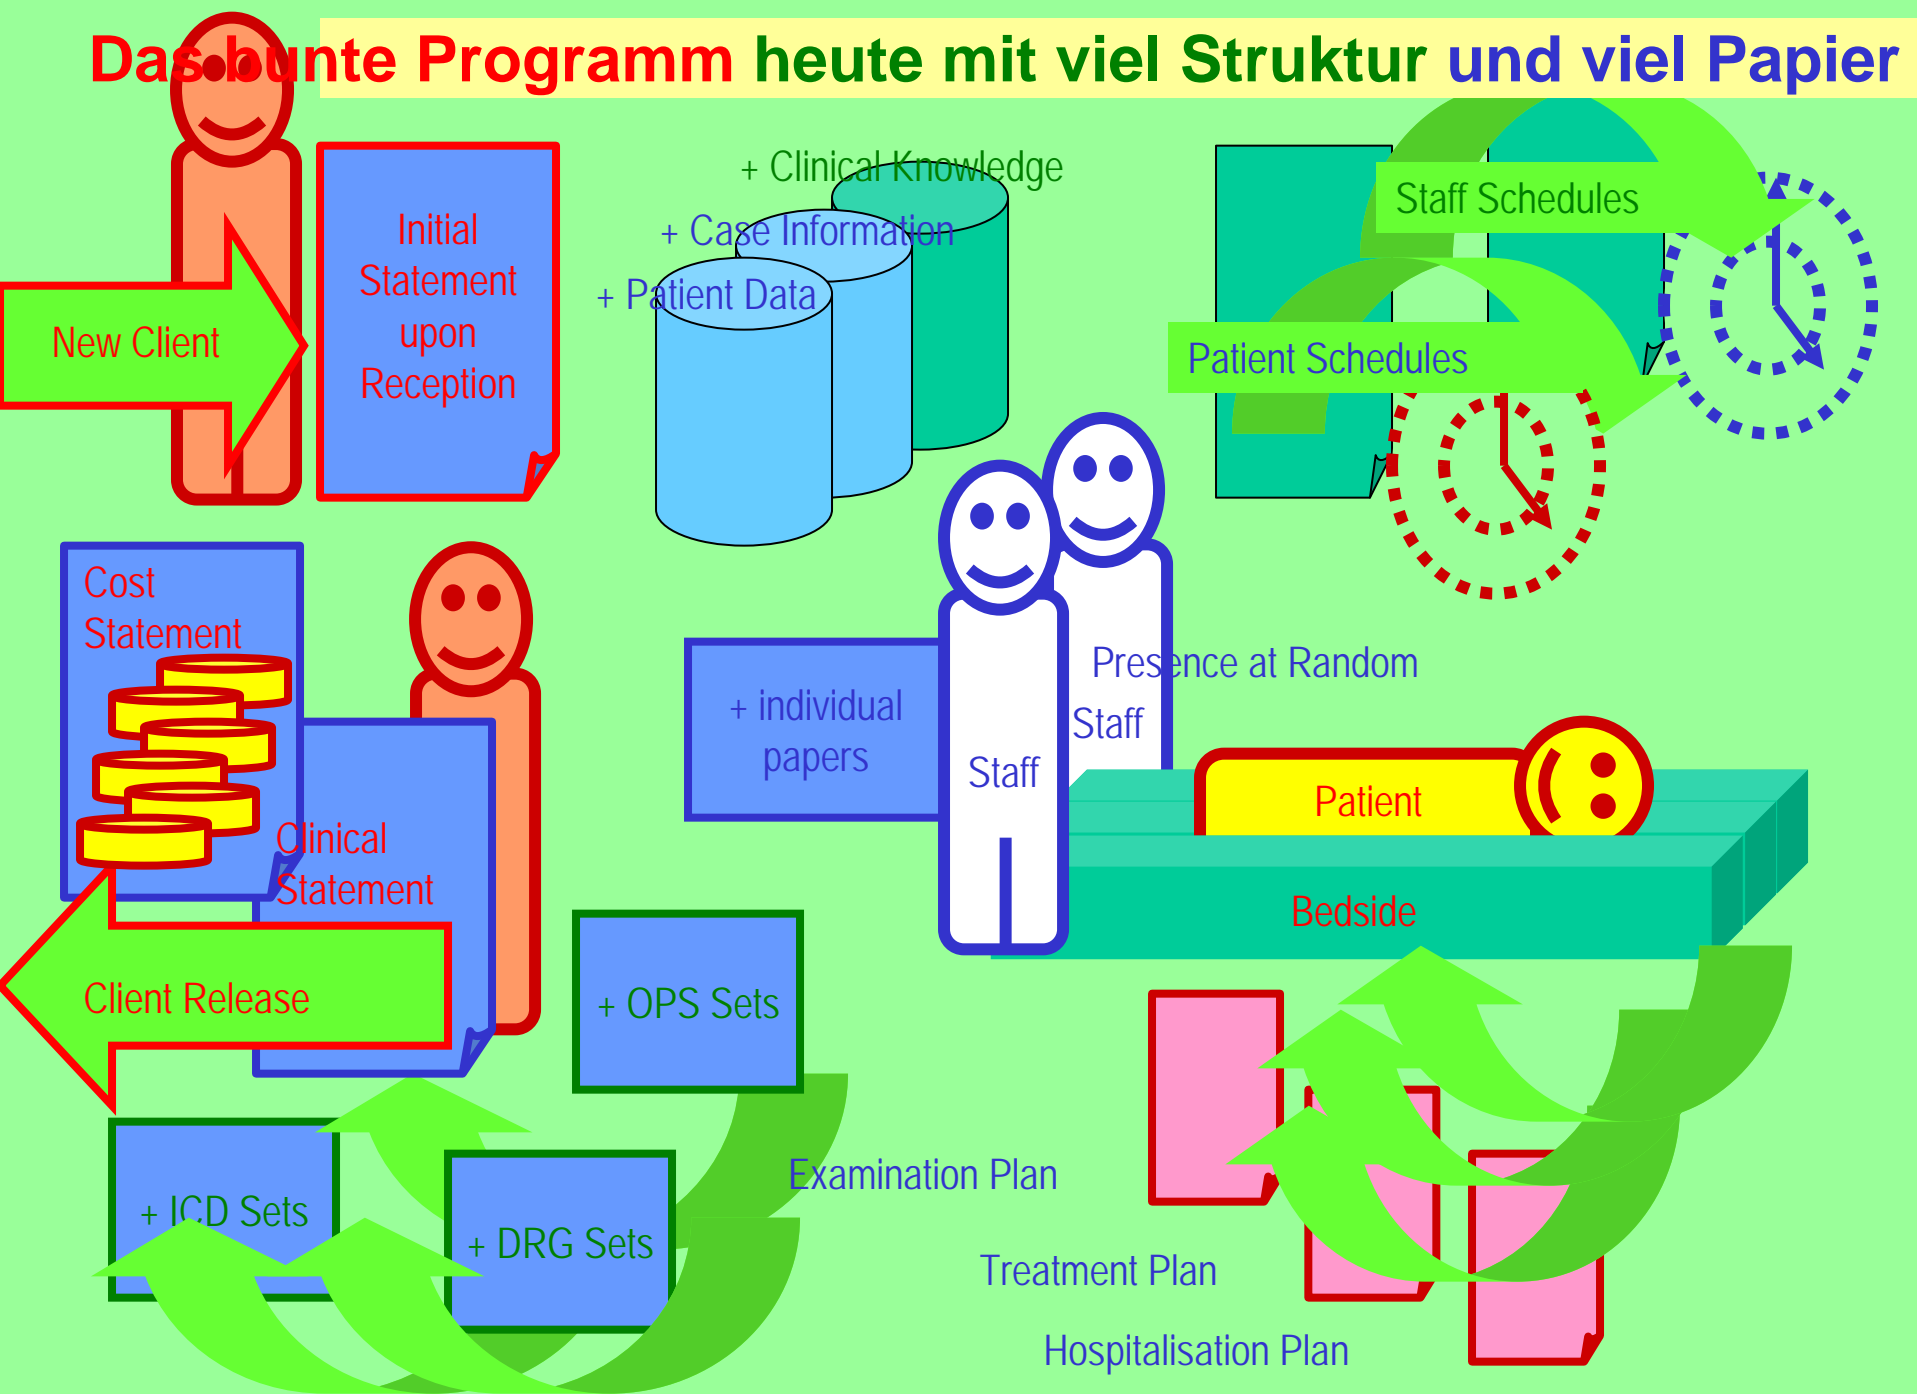 Das bunte Programm heute mit viel Struktur und viel Papier
+ Clinical Knowledge
Staff Schedules
Initial
Statement
upon
Reception
+ Case Information
+ Patient Data
New Client
Patient Schedules
Cost
Statement
Presence at Random
+ individual
papers
Staff
Staff
Patient
Clinical
Statement
Bedside
Client Release
+ OPS Sets
Examination Plan
+ ICD Sets
+ DRG Sets
Treatment Plan
Hospitalisation Plan